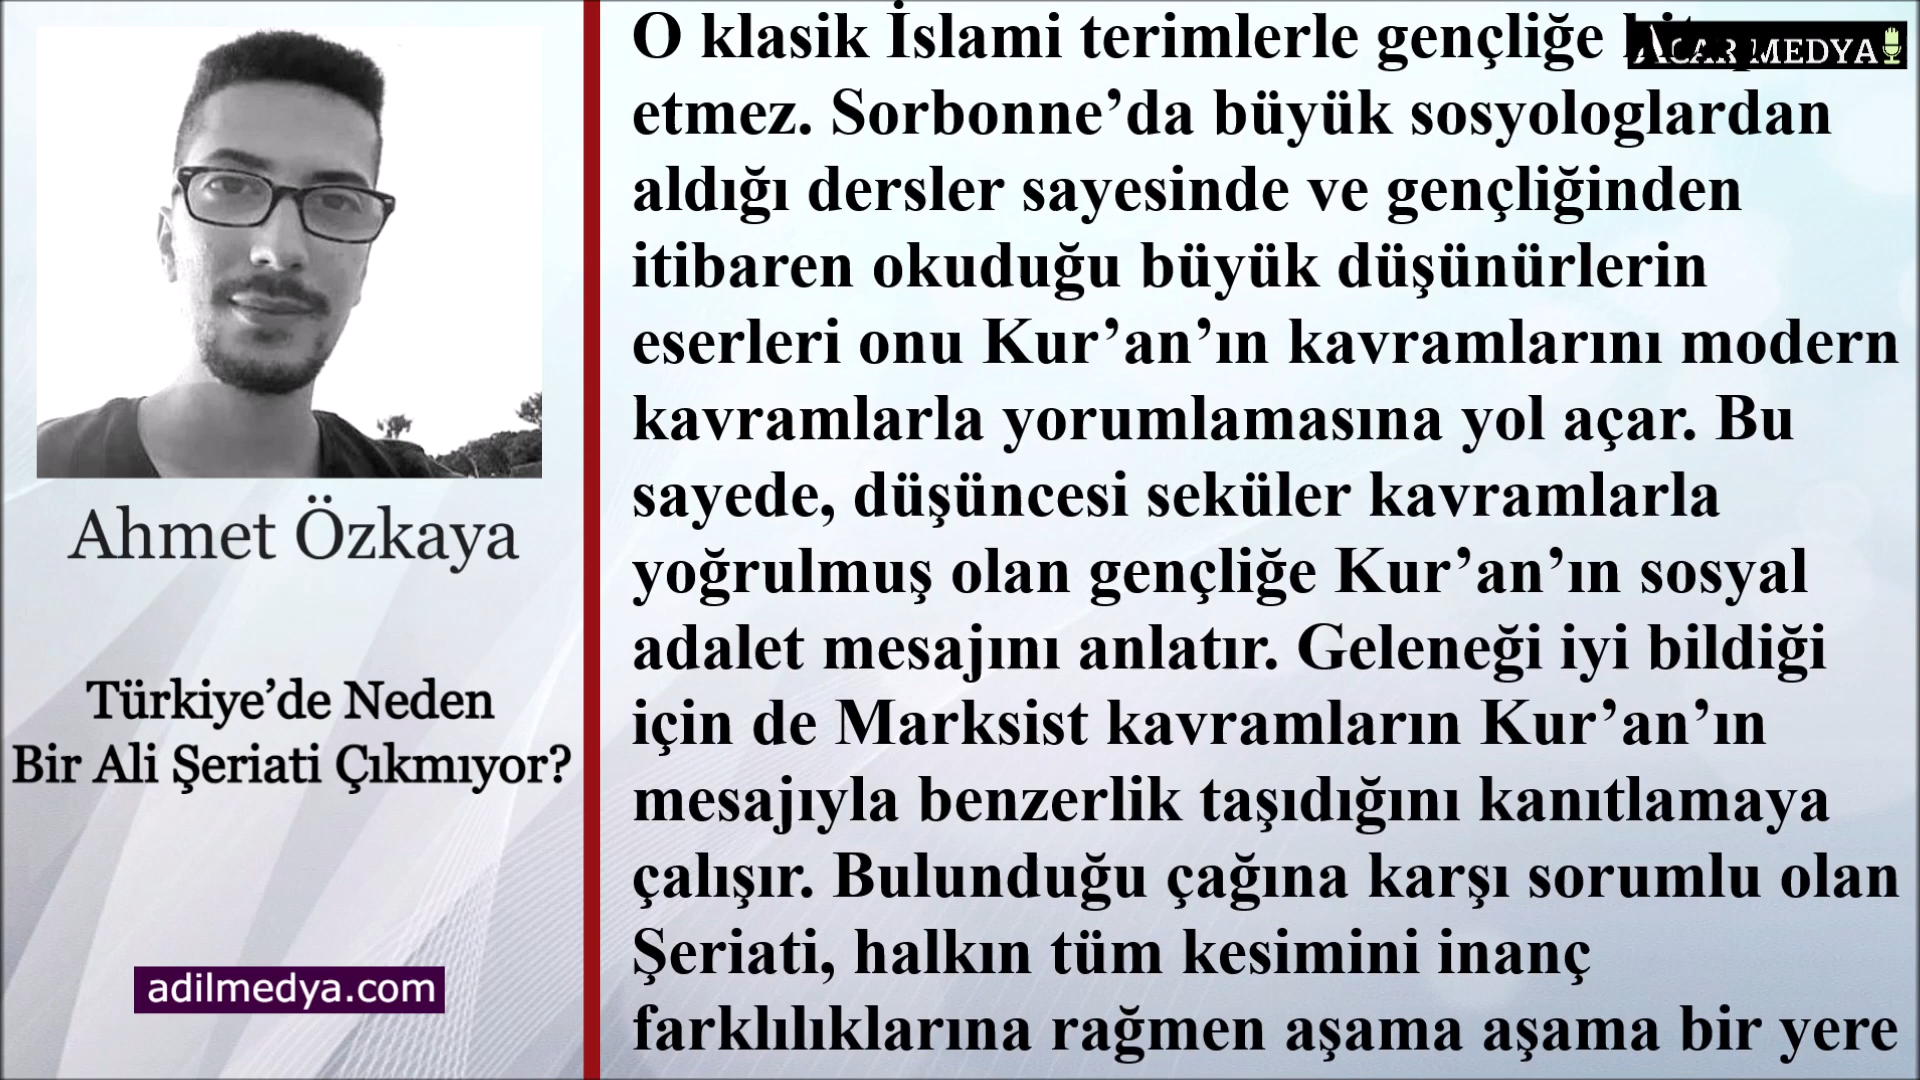 Ahmet Özkaya
Türkiye’de Neden
Bir Ali Şeriati Çıkmıyor?
adilmedya.com
O klasik İslami terimlerle gençliğe
etmez. Sorbonne’da büyük sosyologlardan
aldığı dersler sayesinde ve gençliğinden
itibaren okuduğu büyük düşünürlerin
eserleri onu Kur’an’ın kavramlarını modern
kavramlarla yorumlamasına yol açar. Bu
sayede, düşüncesi seküler kavramlarla
yoğrulmuş olan gençliğe Kur’an’ın sosyal
adalet mesajını anlatır. Geleneği iyi bildiği
için de Marksist kavramların Kur’an’ın
mesajıyla benzerlik taşıdığını kanıtlamaya
çalışır. Bulunduğu çağına karşı sorumlu olan
Şeriati, halkın tüm kesimini inanç
farklılıklarına rağmen aşama aşama bir yere
ACAR MEDYA